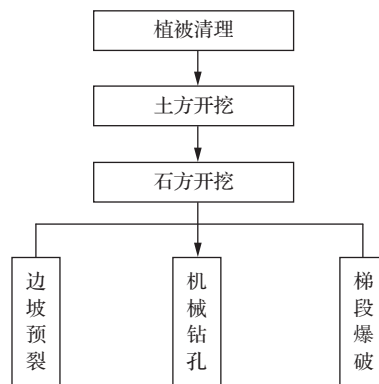 植被清理
土方开挖
石方开挖
边坡预裂
机械钻孔
梯段爆破